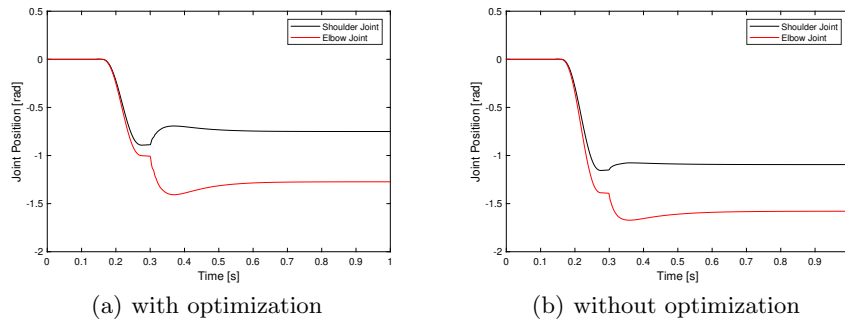 0.5
0
-0.5
-1
-1.5
-2
Joint Positiion [rad]
Shoulder Joint
Elbow Joint
0 0.1 0.2 0.3 0.4 0.5 0.6 0.7 0.8 0.9 1
Time [s]
(a) with optimization
0.5
0
-0.5
-1
-1.5
-2
Joint Positiion [rad]
Shoulder Joint
Elbow Joint
0 0.1 0.2 0.3 0.4 0.5 0.6 0.7 0.8 0.9
Time [s]
(b) without optimization